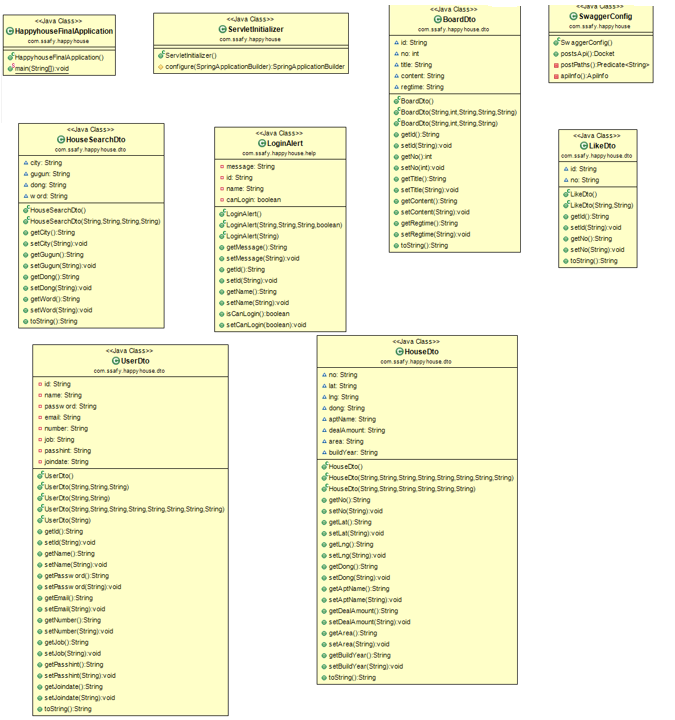 <<Java Class>>
HappyhouseFinalApplication
com.ssafy.happyhouse
HappyhouseFinalApplication()
main(String[]):void
<<Java Class>>
ServletInitializer
com.ssafy.happyhouse
ServletInitializer()
configure(SpringApplicationBuilder):SpringApplicationBuilder
<<Java Class>>
BoardDto
com.ssafy.happyhouse.dto
id: String
no: int
title: String
content: String
regtime: String
BoardDto()
BoardDto(String,int,String,String,String)
BoardDto(String,int,String,String)
getId():String
setId(String):void
getNo():int
setNo(int):void
getTitle():String
setTitle(String):void
getContent():String
setContent(String):void
getRegtime():String
setRegtime(String):void
toString():String
<<Java Class>>
SwaggerConfig
com.ssafy.happyhouse
SwaggerConfig()
postsApi():Docket
postPaths():Predicate<String>
apiInfo():ApiInfo
<<Java Class>>
HouseSearchDto
com.ssafy.happyhouse.dto
city: String
gugun: String
dong: String
word: String
HouseSearchDto()
HouseSearchDto(String,String,String,String)
getCity():String
setCity(String):void
getGugun():String
setGugun(String):void
getDong():String
setDong(String):void
getWord():String
setWord(String):void
toString():String
<<Java Class>>
LoginAlert
com.ssafy.happyhouse.help
message: String
id: String
name: String
canLogin: boolean
LoginAlert()
LoginAlert(String,String,String,boolean)
LoginAlert(String)
getMessage():String
setMessage(String):void
getId():String
setId(String):void
getName():String
setName(String):void
isCanLogin():boolean
setCanLogin(boolean):void
<<Java Class>>
LikeDto
com.ssafy.happyhouse.dto
id: String
no: String
LikeDto()
LikeDto(String,String)
getId():String
setId(String):void
getNo():String
setNo(String):void
toString():String
<<Java Class>>
UserDto
com.ssafy.happyhouse.dto
id: String
name: String
password: String
email: String
number: String
job: String
passhint: String
joindate: String
UserDto()
UserDto(String,String,String)
UserDto(String,String)
UserDto(String,String,String,String,String,String,String,String)
UserDto(String)
getId():String
setId(String):void
getName():String
setName(String):void
getPassword():String
setPassword(String):void
getEmail():String
setEmail(String):void
getNumber():String
setNumber(String):void
getJob():String
setJob(String):void
getPasshint():String
setPasshint(String):void
getJoindate():String
setJoindate(String):void
toString():String
<<Java Class>>
HouseDto
com.ssafy.happyhouse.dto
no: String
lat: String
lng: String
dong: String
aptName: String
dealAmount: String
area: String
buildYear: String
HouseDto()
HouseDto(String,String,String,String,String,String,String,String)
HouseDto(String,String,String,String,String,String)
getNo():String
setNo(String):void
getLat():String
setLat(String):void
getLng():String
setLng(String):void
getDong():String
setDong(String):void
getAptName():String
setAptName(String):void
getDealAmount():String
setDealAmount(String):void
getArea():String
setArea(String):void
getBuildYear():String
setBuildYear(String):void
toString():String